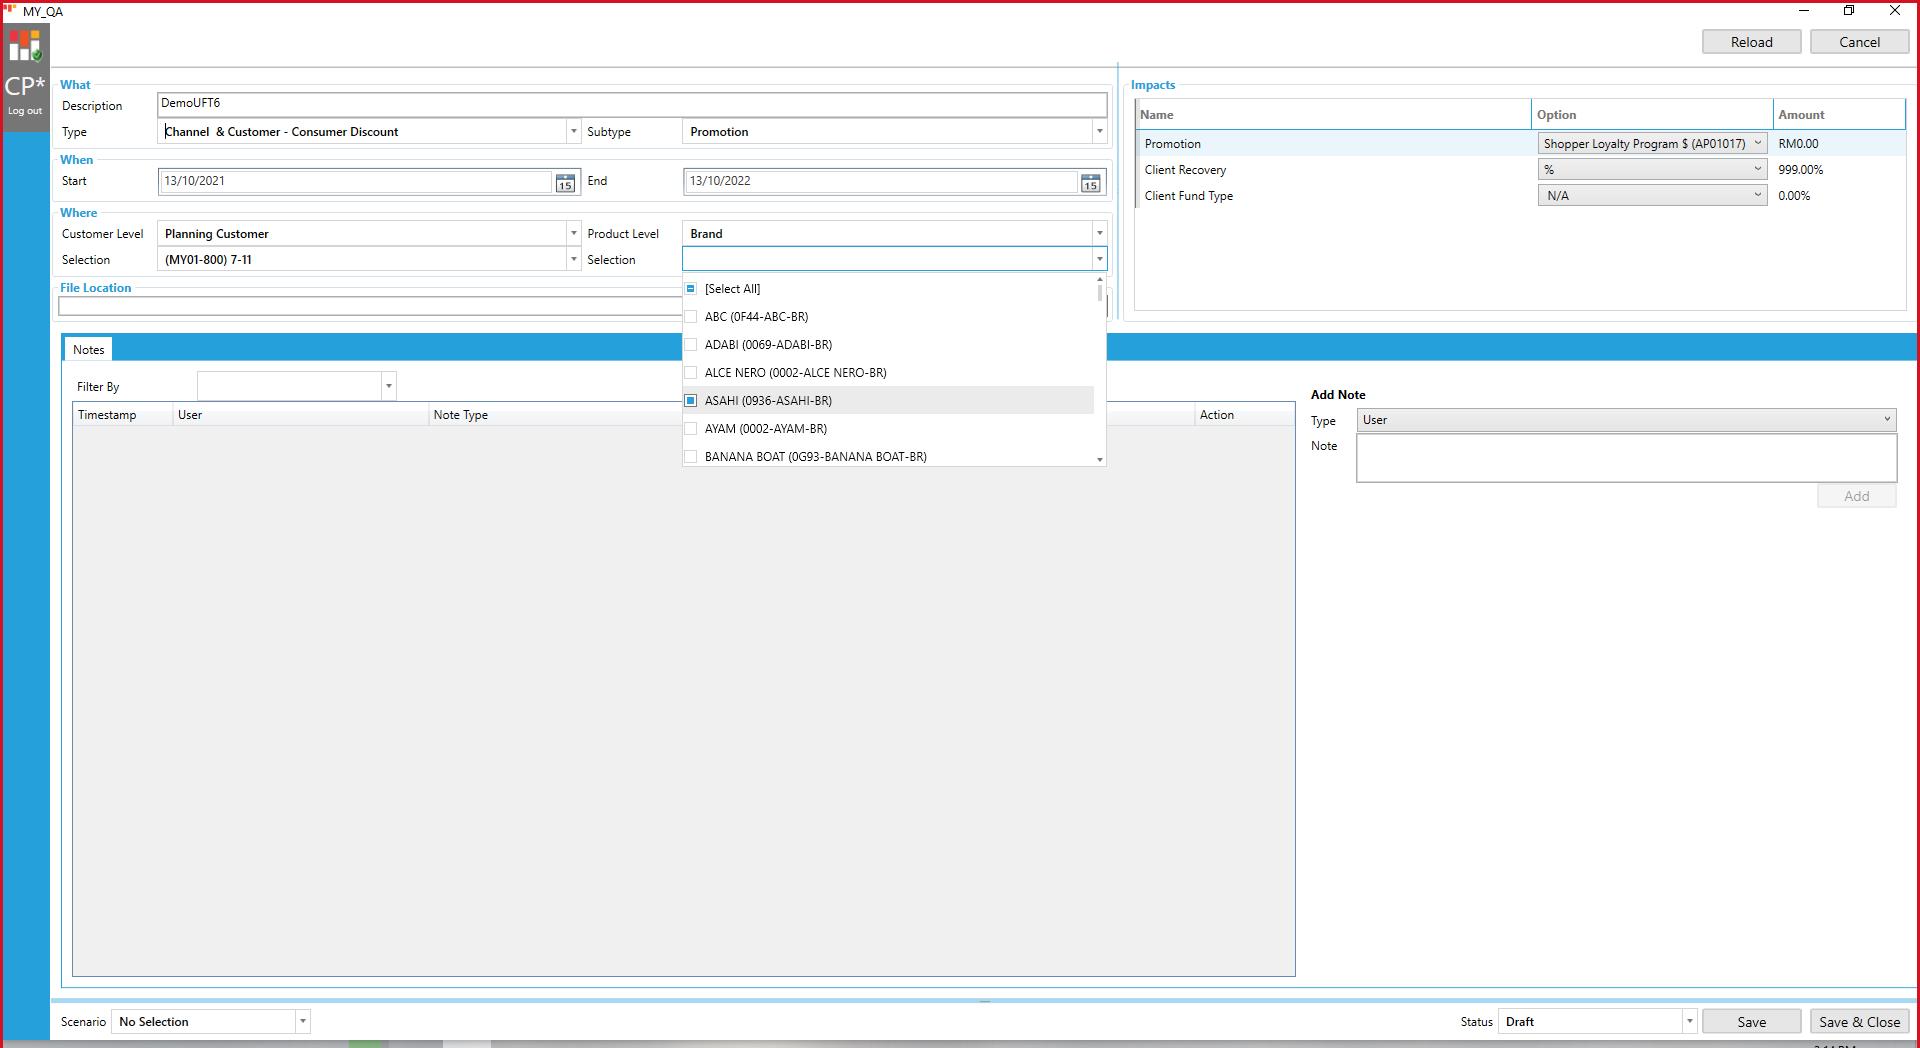 MY_QA
Reload
Cancel
CP*
Log out
What
Description
DemoUFT6
Type
Channel & Customer - Consumer Discount
Subtype
Promotion
When
Start
13/10/2021
15
End
13/10/2022
15
Where
Customer Level
Planning Customer
Product Level
Brand
Selection
(MY01-800) 7-11
Selection
File Location
[Select All]
ABC (0F44-ABC-BR)
ADABI (0069-ADABI-BR)
ALCE NERO (0002-ALCE NERO-BR)
ASAHI (0936-ASAHI-BR)
AYAM (0002-AYAM-BR)
BANANA BOAT (0G93-BANANA BOAT-BR)
Impacts
Name
Option
Amount
Promotion
Shopper Loyalty Program $ (AP01017)
RM0.00
Client Recovery
%
999.00%
Client Fund Type
N/A
0.00%
Notes
Filter By
Timestamp
User
Note Type
Action
Add Note
Type
User
Note
Add
Scenario
No Selection
Status
Draft
Save
Save & Close